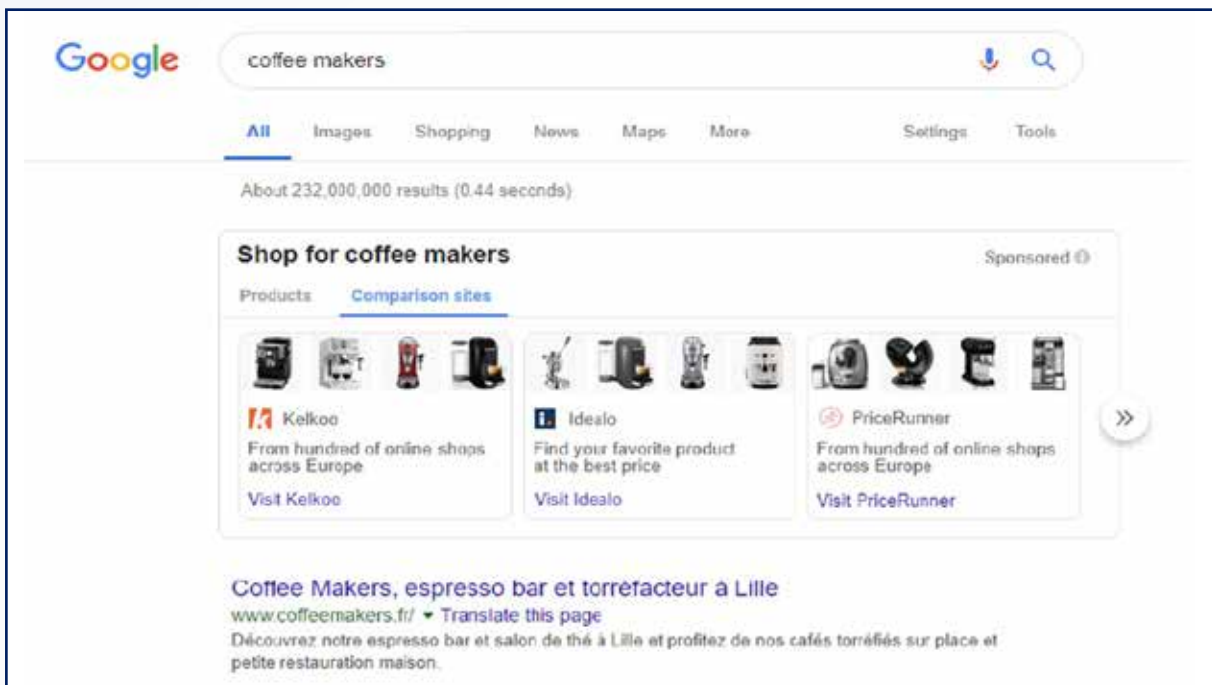 Google
coffee makers
All Images Shopping News Maps More Settings Tools
About 232,000,000 results (0.44 seconds)
Shop for coffee makers
Sponsored
Products Comparison sites
Kelkoo
From hundred of online shops
across Europe
Visit Kelkoo
Idealo
Find your favorite product
at the best price
Visit Idealo
PriceRunner
From hundred of online shops
across Europe
Visit PriceRunner
Coffee Makers, espresso bar et torréfacteur à Lille
www.coffeemakers.fr/ Translate this page
Découvrez notre espresso bar et salon de thé à Lille et profitez de nos cafés torréfiés sur place et
petite restauration maison.